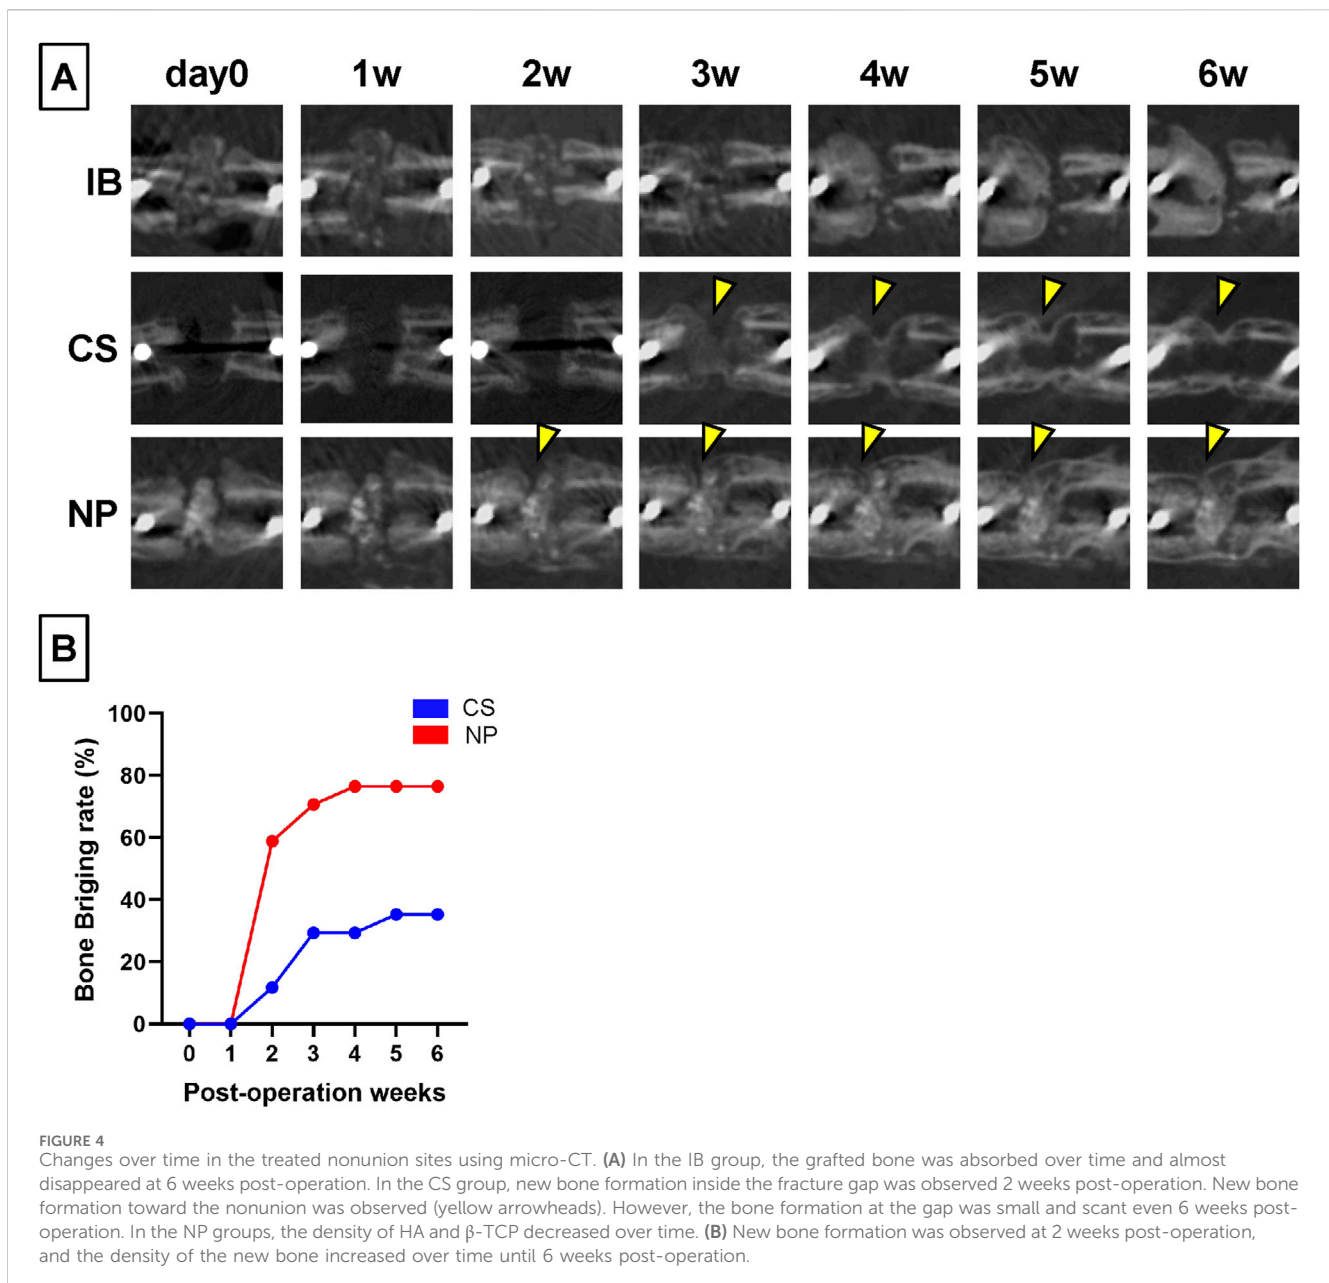 A
day0 1w 2w 3w 4w 5w 6w
IB
CS
NP
B
CS
NP
100
80
60
40
20
0
Bone Briging rate (%)
0 1 2 3 4 5 6
Post-operation weeks
FIGURE 4
Changes over time in the treated nonunion sites using micro-CT. (A) In the IB group, the grafted bone was absorbed over time and almost
disappeared at 6 weeks post-operation. In the CS group, new bone formation inside the fracture gap was observed 2 weeks post-operation. New bone
formation toward the nonunion was observed (yellow arrowheads). However, the bone formation at the gap was small and scant even 6 weeks post-
operation. In the NP groups, the density of HA and β-TCP decreased over time. (B) New bone formation was observed at 2 weeks post-operation,
and the density of the new bone increased over time until 6 weeks post-operation.